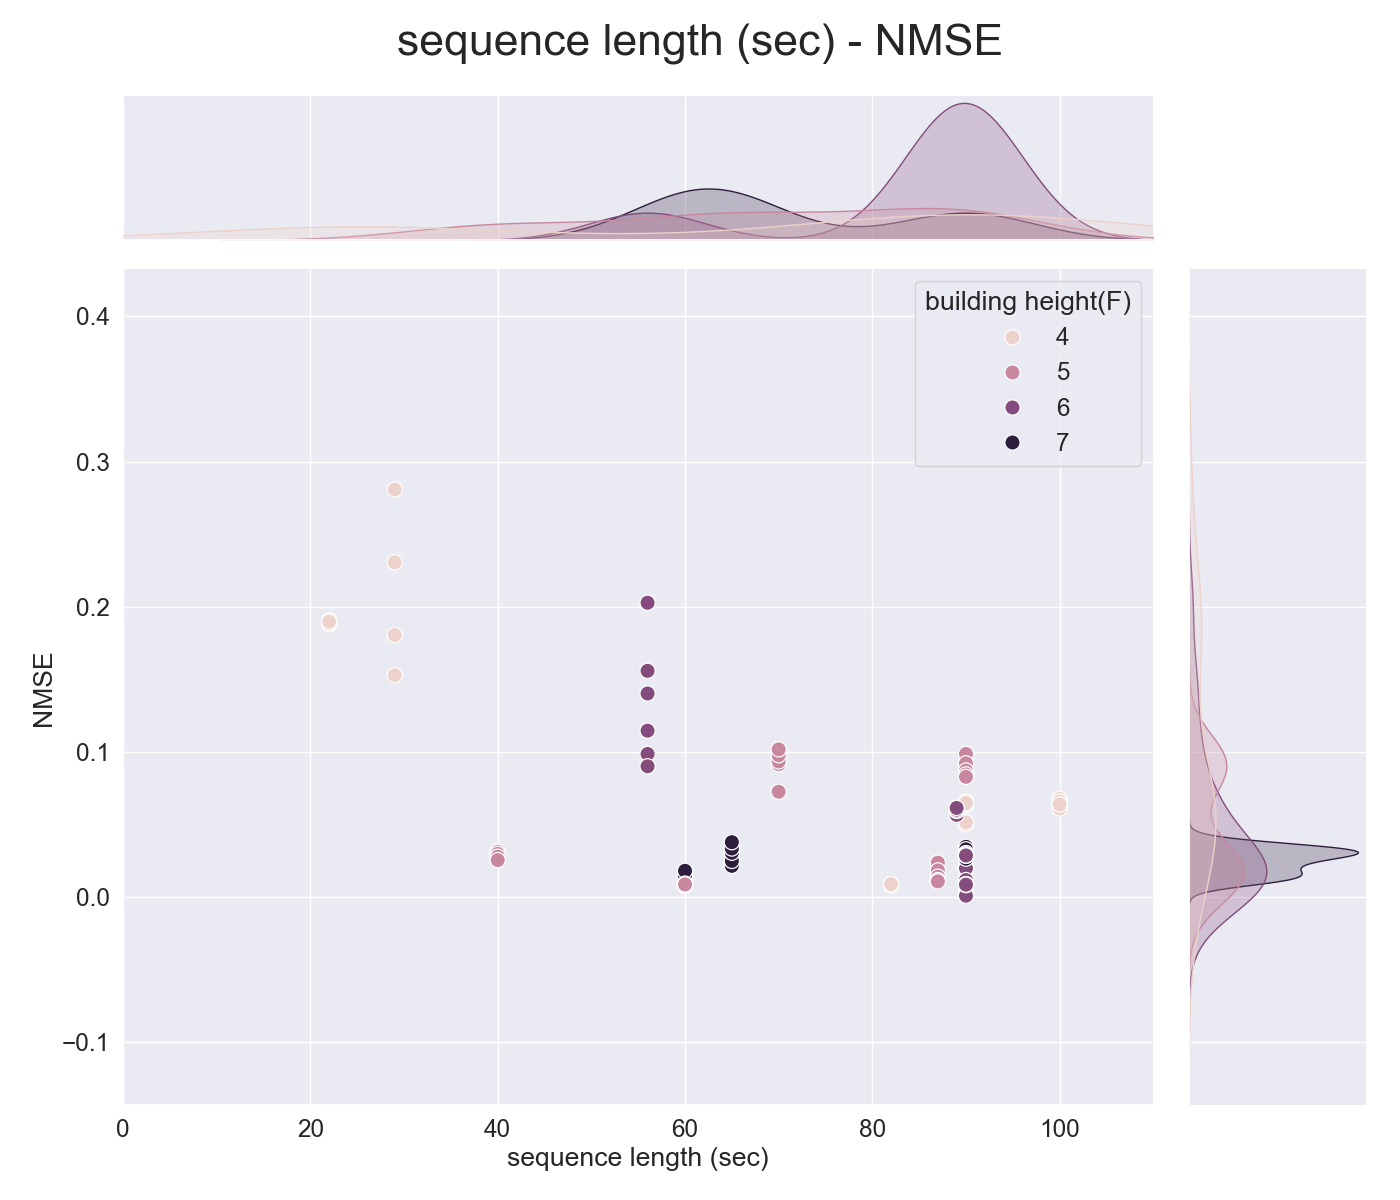 sequence length (sec) - NMSE
building height(F)
4
5
6
7
0.4
0.3
0.2
0.1
0.0
−0.1
NMSE
0 20 40 60 80 100
sequence length (sec)